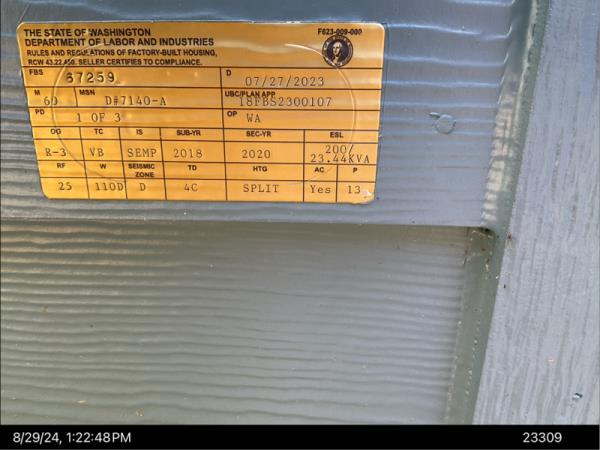 THE STATE OF WASHINGTON F623-009-000
DEPARTMENT OF LABOR AND INDUSTRIES
RULES AND REGULATIONS OF FACTORY-BUILT HOUSING,
RCW 43.22.450. SELLER CERTIFIES TO COMPLIANCE.
FBS 67259 D 07/27/2023
M 60 MSN D#7140-A UBC/PLAN APP 18FBS2300107
PD 1 OF 3 OP WA
OG TC IS SUB-YR SEC-YR ESL
R-3 VB SEMP 2018 2020 200/
23.44KVA
RF W SEISMIC ZONE TD HTG AC P
25 110D D 4C SPLIT Yes 13
8/29/24, 1:22:48PM 23309